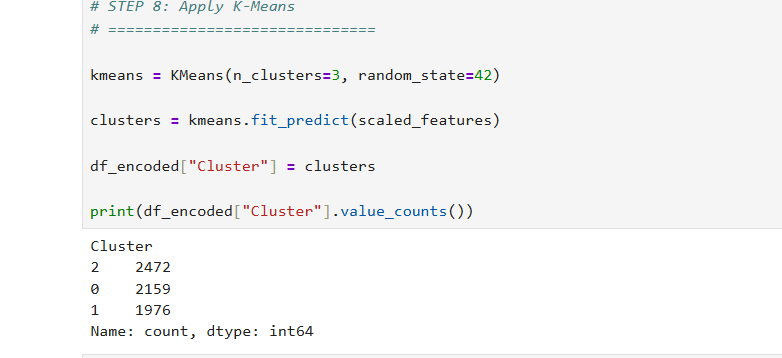 # STEP 8: Apply K-Means
# ==============================
kmeans = KMeans(n_clusters=3, random_state=42)
clusters = kmeans.fit_predict(scaled_features)
df_encoded["Cluster"] = clusters
print(df_encoded["Cluster"].value_counts())
Cluster
2    2472
0    2159
1    1976
Name: count, dtype: int64